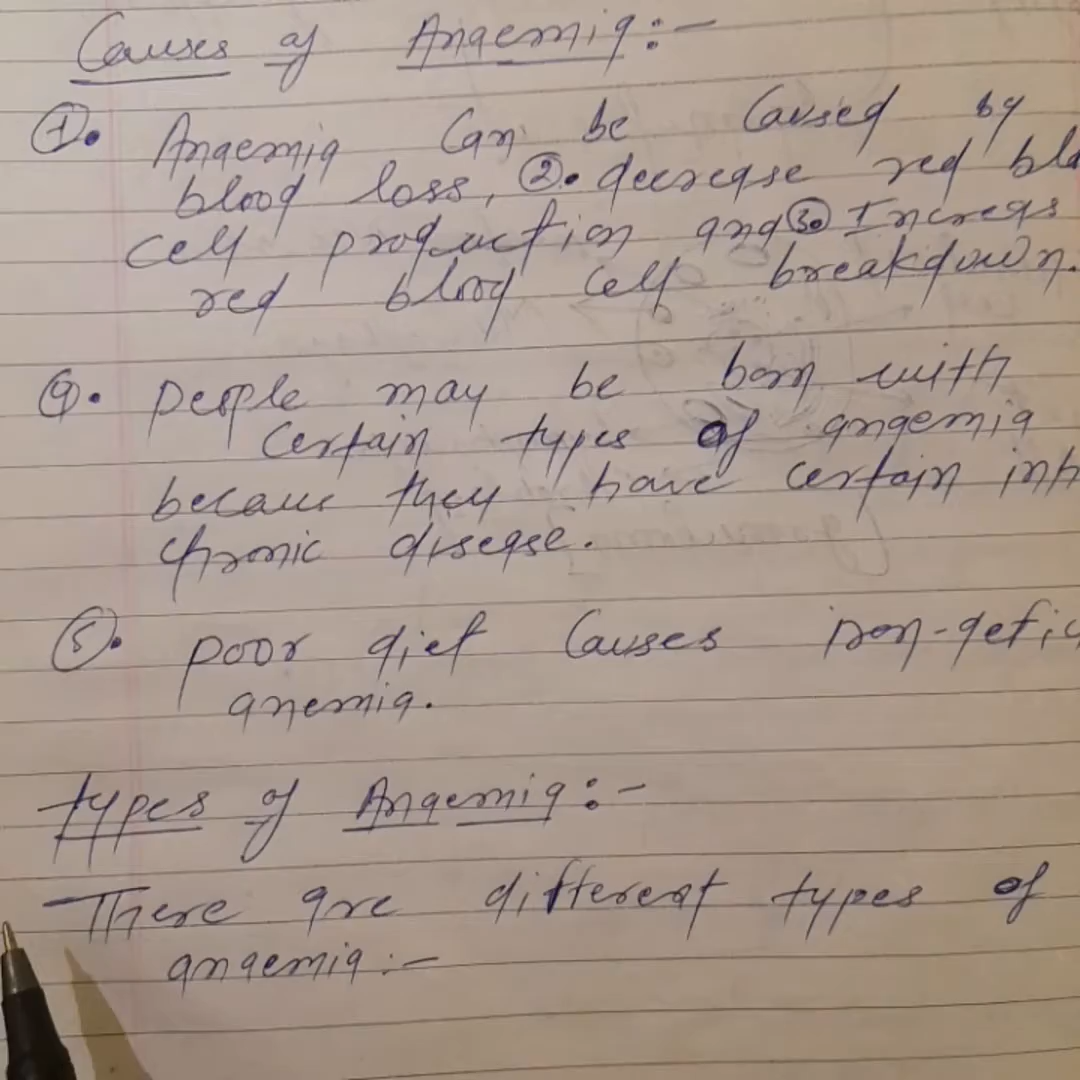 Causes of Anaemia:-
①. Anaemia can be caused by
blood loss, ②. decrease red blo
cell production and ③. Increas
red blood cell breakdown.
④. people may be born with
certain types of anaemia
becaus they have certain inh
chronic disease.
⑤. poor diet causes iron-defic
anemia.
types of Anaemia:-
There are different types of
anaemia:-